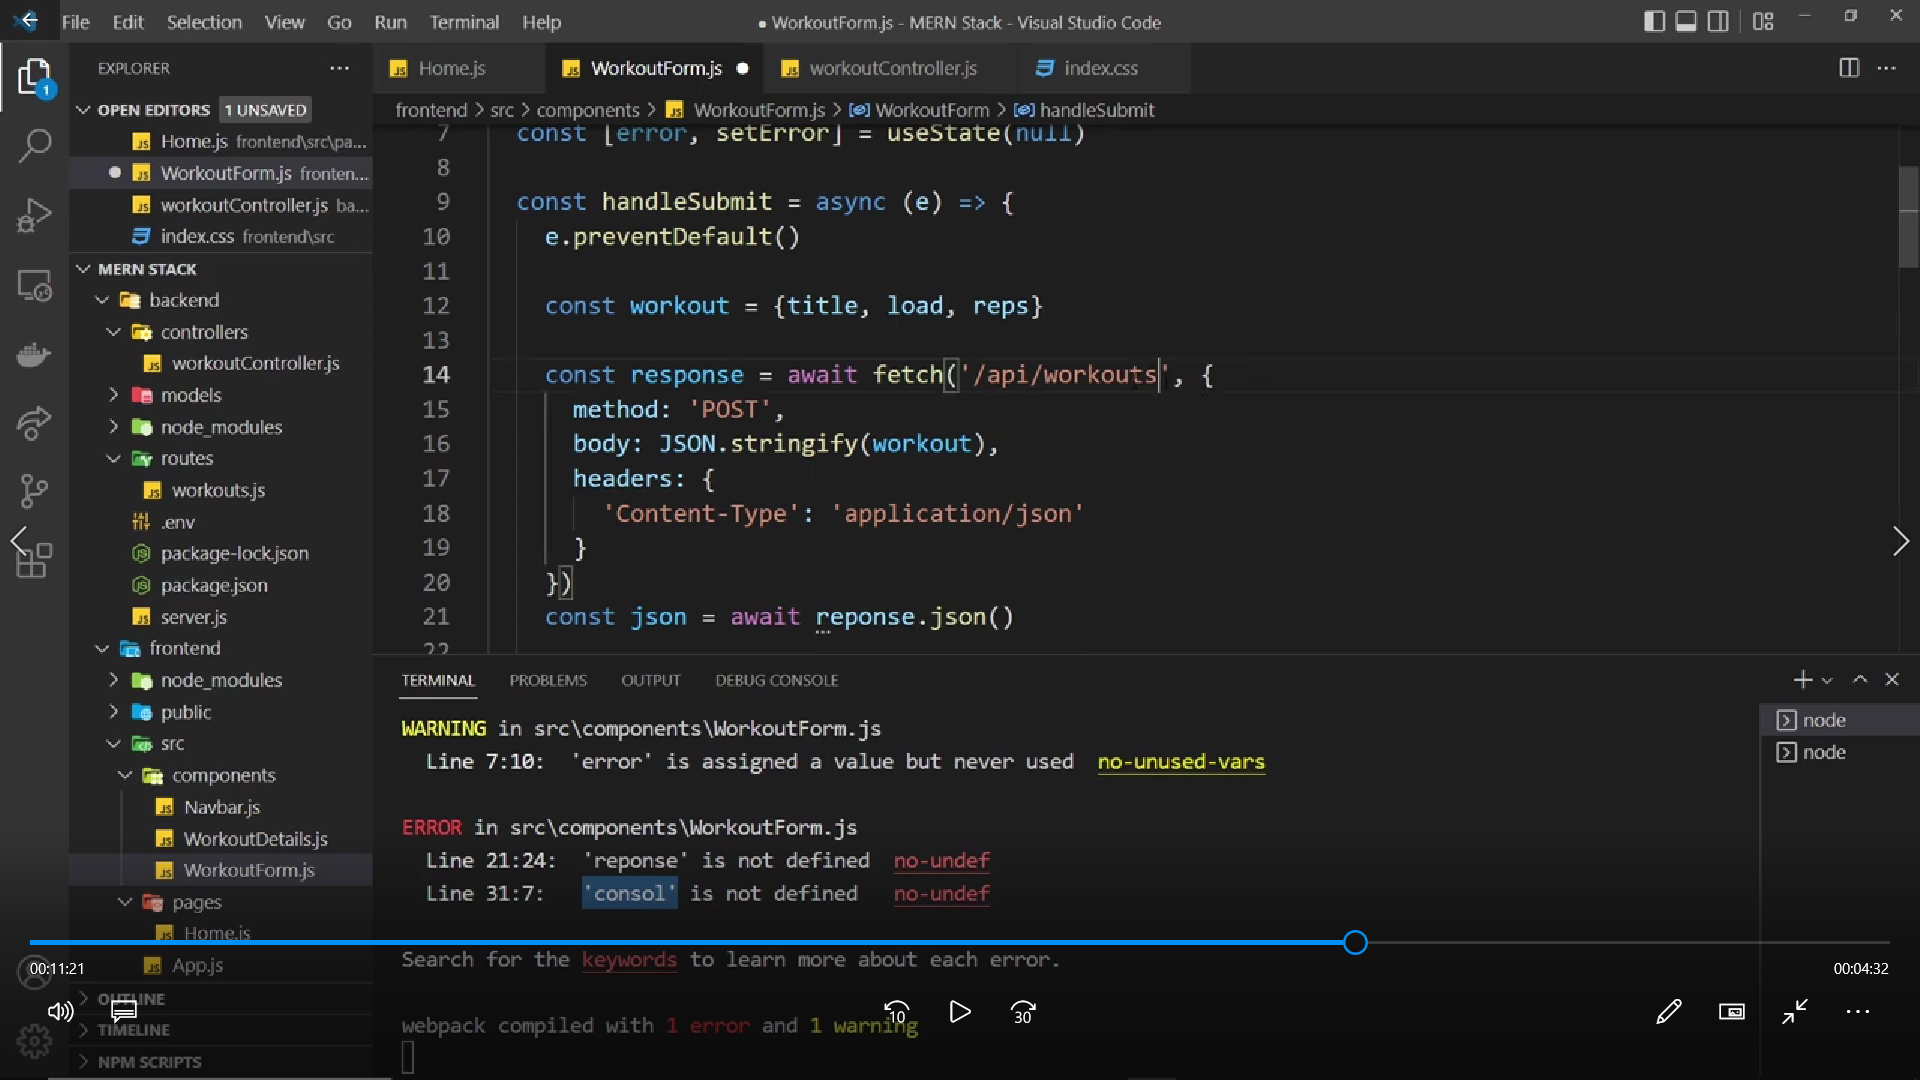 File Edit Selection View Go Run Terminal Help
● WorkoutForm.js - MERN Stack - Visual Studio Code
EXPLORER
OPEN EDITORS 1 UNSAVED
Home.js frontend\src\pa...
WorkoutForm.js fronten...
workoutController.js ba...
index.css frontend\src
MERN STACK
backend
controllers
workoutController.js
models
node_modules
routes
workouts.js
.env
package-lock.json
package.json
server.js
frontend
node_modules
public
src
components
Navbar.js
WorkoutDetails.js
WorkoutForm.js
pages
Home.js
App.js
OUTLINE
TIMELINE
NPM SCRIPTS
1
Home.js WorkoutForm.js workoutController.js index.css
frontend > src > components > WorkoutForm.js > WorkoutForm > handleSubmit
7 const [error, setError] = useState(null)
8
9 const handleSubmit = async (e) => {
10 e.preventDefault()
11
12 const workout = {title, load, reps}
13
14 const response = await fetch('/api/workouts', {
15 method: 'POST',
16 body: JSON.stringify(workout),
17 headers: {
18 'Content-Type': 'application/json'
19 }
20 })
21 const json = await reponse.json()
22
TERMINAL PROBLEMS OUTPUT DEBUG CONSOLE
WARNING in src\components\WorkoutForm.js
Line 7:10: 'error' is assigned a value but never used no-unused-vars
ERROR in src\components\WorkoutForm.js
Line 21:24: 'reponse' is not defined no-undef
Line 31:7: 'consol' is not defined no-undef
Search for the keywords to learn more about each error.
webpack compiled with 1 error and 1 warning
node
node
00:11:21
00:04:32
10
30